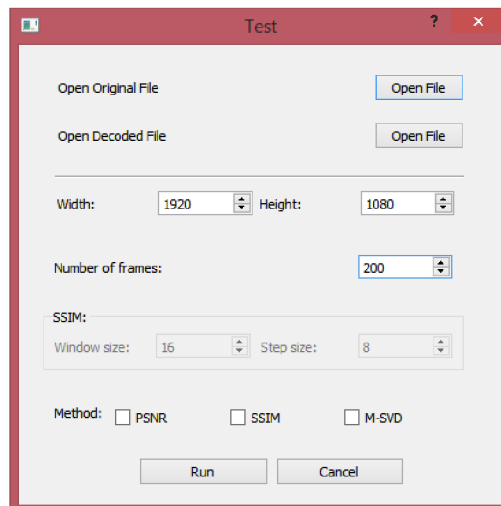 Test
? x
Open Original File Open File
Open Decoded File Open File
Width: 1920 Height: 1080
Number of frames: 200
SSIM:
Window size: 16 Step size: 8
Method: PSNR SSIM M-SVD
Run Cancel